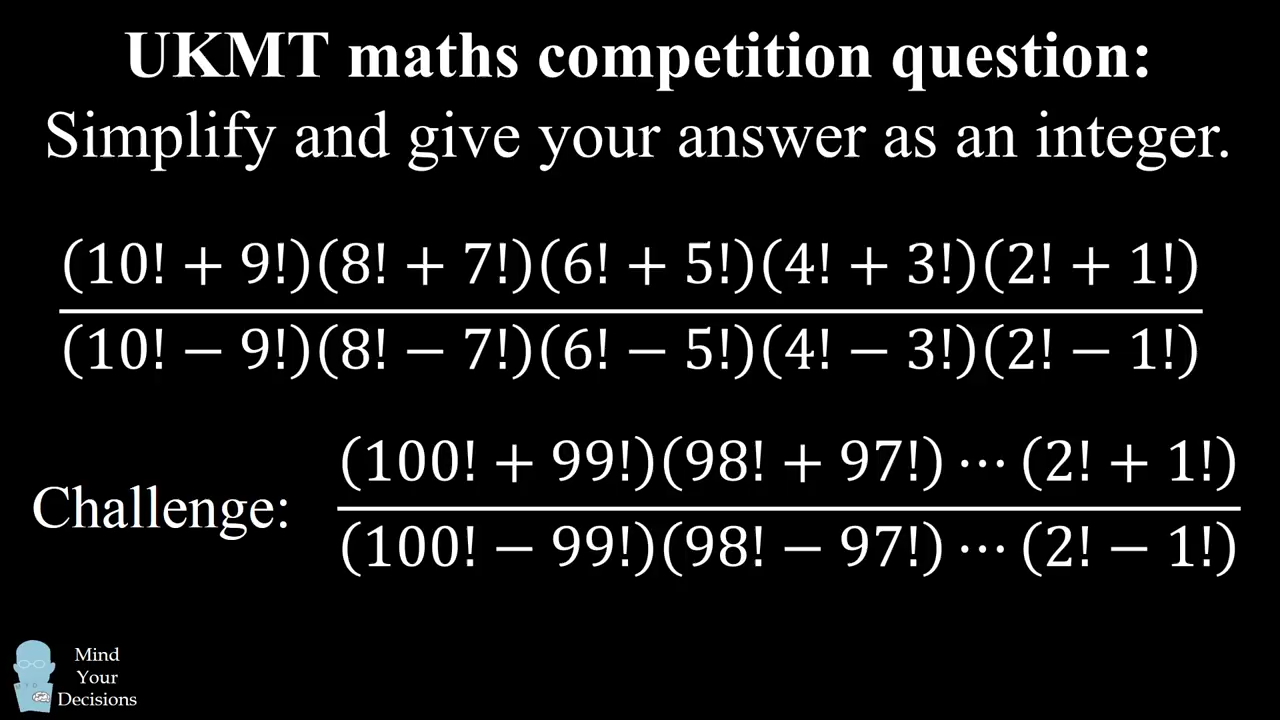 UKMT maths competition question:
Simplify and give your answer as an integer.
(10! + 9!)(8! + 7!)(6! + 5!)(4! + 3!)(2! + 1!)
(10! − 9!)(8! − 7!)(6! − 5!)(4! − 3!)(2! − 1!)
(100! + 99!)(98! + 97!) ⋯ (2! + 1!)
Challenge:
(100! − 99!)(98! − 97!) ⋯ (2! − 1!)
Mind
Your
Decisions